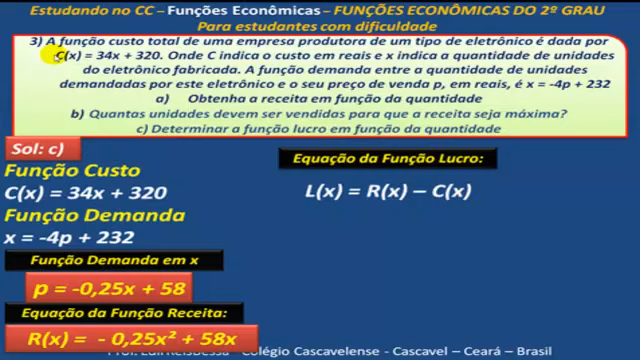 Estudando no CC – Funções Econômicas – FUNÇÕES ECONÔMICAS DO 2º GRAU
Para estudantes com dificuldade
3) A função custo total de uma empresa produtora de um tipo de eletrônico é dada por
C(x) = 34x + 320. Onde C indica o custo em reais e x indica a quantidade de unidades
do eletrônico fabricada. A função demanda entre a quantidade de unidades
demandadas por este eletrônico e o seu preço de venda p, em reais, é x = -4p + 232
a) Obtenha a receita em função da quantidade
b) Quantas unidades devem ser vendidas para que a receita seja máxima?
c) Determinar a função lucro em função da quantidade
Sol: c)
Função Custo
C(x) = 34x + 320
Função Demanda
x = -4p + 232
Função Demanda em x
p = -0,25x + 58
Equação da Função Receita:
R(x) = - 0,25x² + 58x
Equação da Função Lucro:
L(x) = R(x) – C(x)
Colégio Cascavelense - Cascavel – Ceará – Brasil